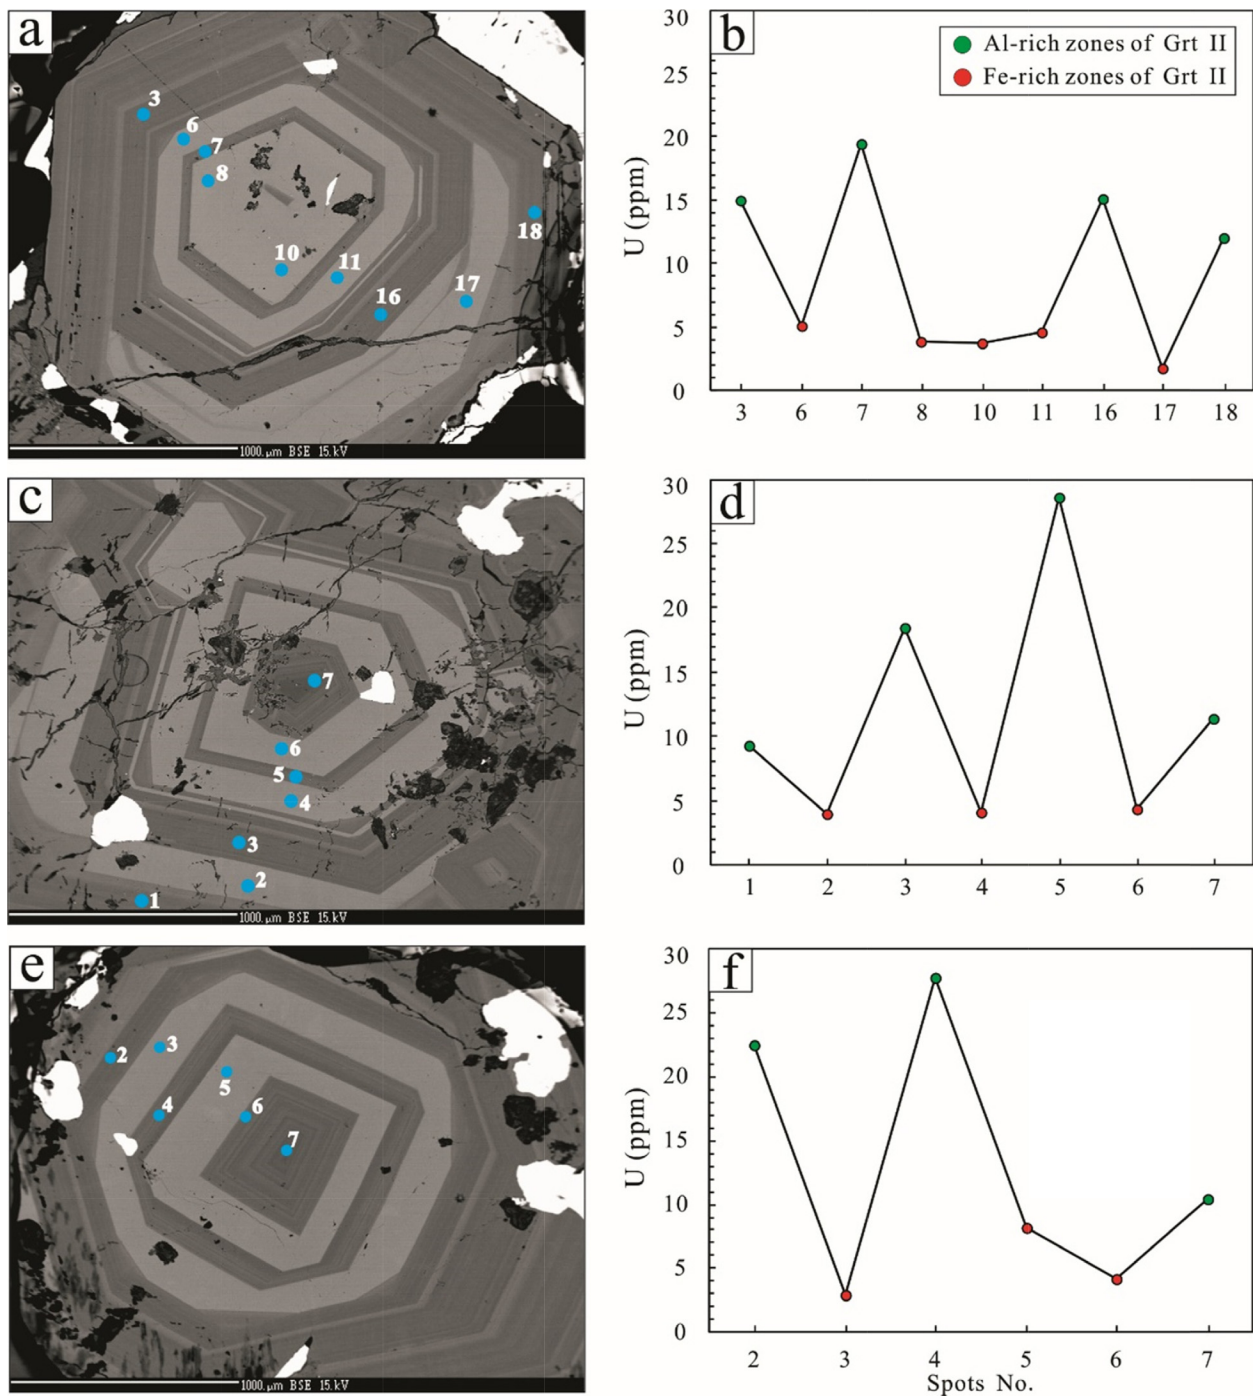 a
3
6
7
8
10
11
16
17
18
1000.µm BSE 15.kV
b
Al-rich zones of Grt II
Fe-rich zones of Grt II
U (ppm)
30
25
20
15
10
5
0
3 6 7 8 10 11 16 17 18
c
7
6
5
4
3
2
1
1000.µm BSE 15.kV
d
U (ppm)
30
25
20
15
10
5
0
1 2 3 4 5 6 7
e
2
3
4
5
6
7
1000.µm BSE 15.kV
f
U (ppm)
30
25
20
15
10
5
0
2 3 4 5 6 7
Spots No.